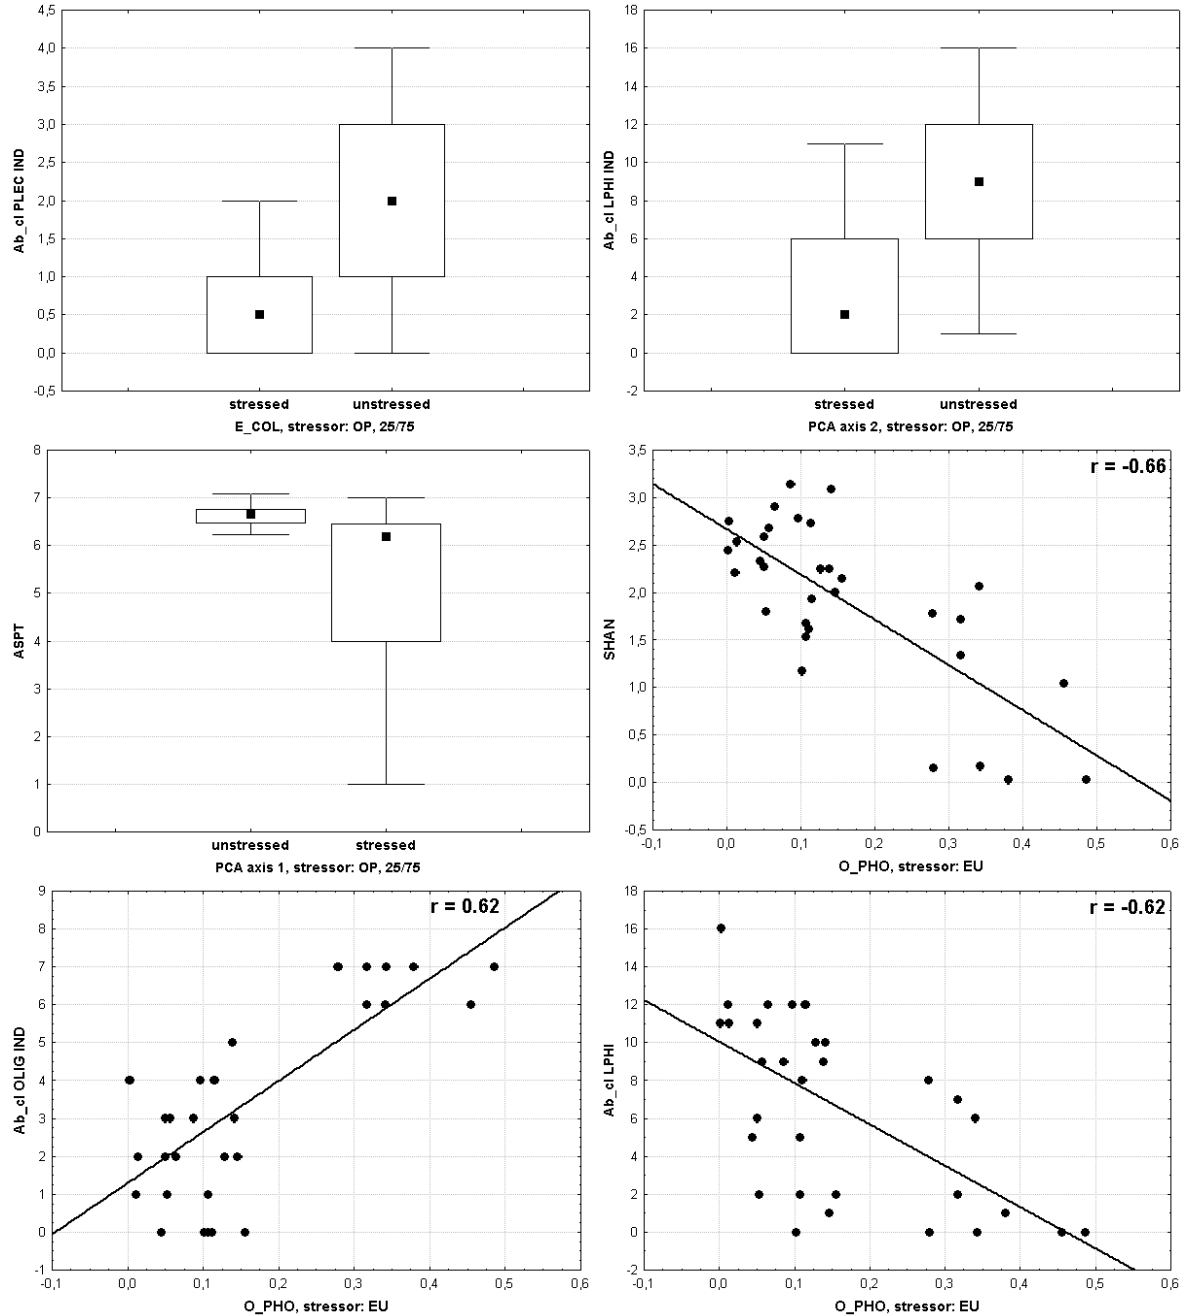 4,5
4,0
3,5
3,0
2,5
2,0
1,5
1,0
0,5
0,0
-0,5
Ab_cl PLEC IND
stressed unstressed
E_COL, stressor: OP, 25/75
18
16
14
12
10
8
6
4
2
0
-2
Ab_cl LPHI IND
stressed unstressed
PCA axis 2, stressor: OP, 25/75
8
7
6
5
4
3
2
1
0
ASPT
unstressed stressed
PCA axis 1, stressor: OP, 25/75
3,5
3,0
2,5
2,0
1,5
1,0
0,5
0,0
-0,5
SHAN
r = -0.66
-0,1 0,0 0,1 0,2 0,3 0,4 0,5 0,6
O_PHO, stressor: EU
9
8
7
6
5
4
3
2
1
0
-1
Ab_cl OLIG IND
r = 0.62
-0,1 0,0 0,1 0,2 0,3 0,4 0,5 0,6
O_PHO, stressor: EU
18
16
14
12
10
8
6
4
2
0
-2
Ab_cl LPHI
r = -0.62
-0,1 0,0 0,1 0,2 0,3 0,4 0,5 0,6
O_PHO, stressor: EU